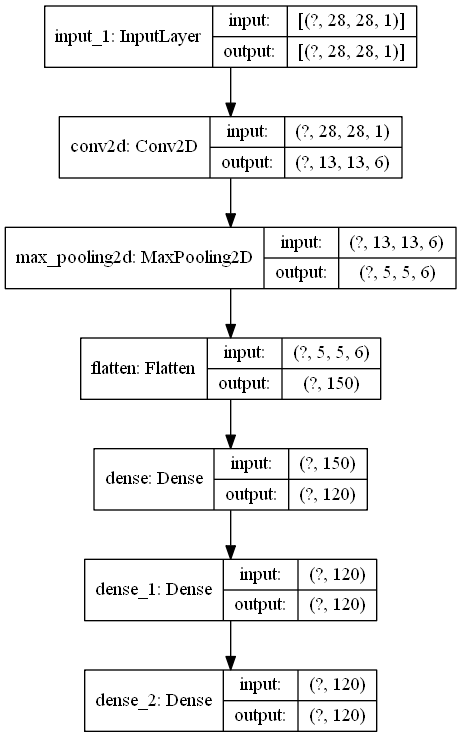 input_1: InputLayer
input: [(?, 28, 28, 1)]
output: [(?, 28, 28, 1)]
conv2d: Conv2D
input: (?, 28, 28, 1)
output: (?, 13, 13, 6)
max_pooling2d: MaxPooling2D
input: (?, 13, 13, 6)
output: (?, 5, 5, 6)
flatten: Flatten
input: (?, 5, 5, 6)
output: (?, 150)
dense: Dense
input: (?, 150)
output: (?, 120)
dense_1: Dense
input: (?, 120)
output: (?, 120)
dense_2: Dense
input: (?, 120)
output: (?, 120)